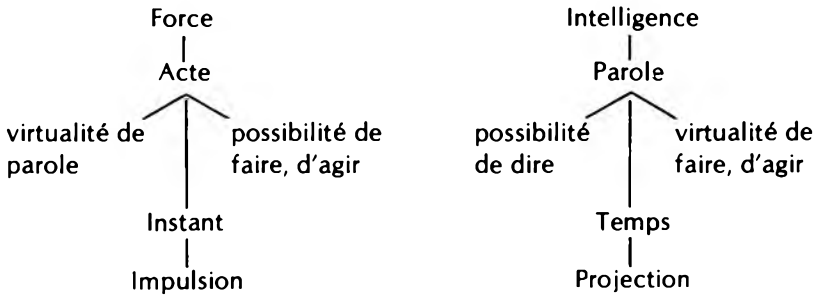 Force
Acte
virtualité de
parole
possibilité de
faire, d'agir
Instant
Impulsion
Intelligence
Parole
possibilité
de dire
virtualité de
faire, d'agir
Temps
Projection